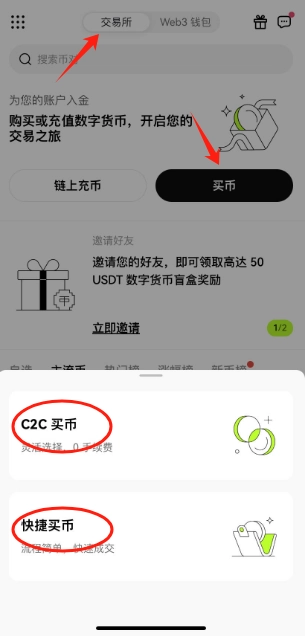 交易所
Web3 钱包
搜索币对
为您的账户入金
购买或充值数字货币，开启您的
交易之旅
链上充币
买币
邀请好友
邀请您的好友，即可领取高达 50
USDT 数字货币盲盒奖励
立即邀请
1/2
自选 主流币 热门榜 涨幅榜 新币榜
C2C 买币
灵活选择，0 手续费
快捷买币
流程简单，快速成交